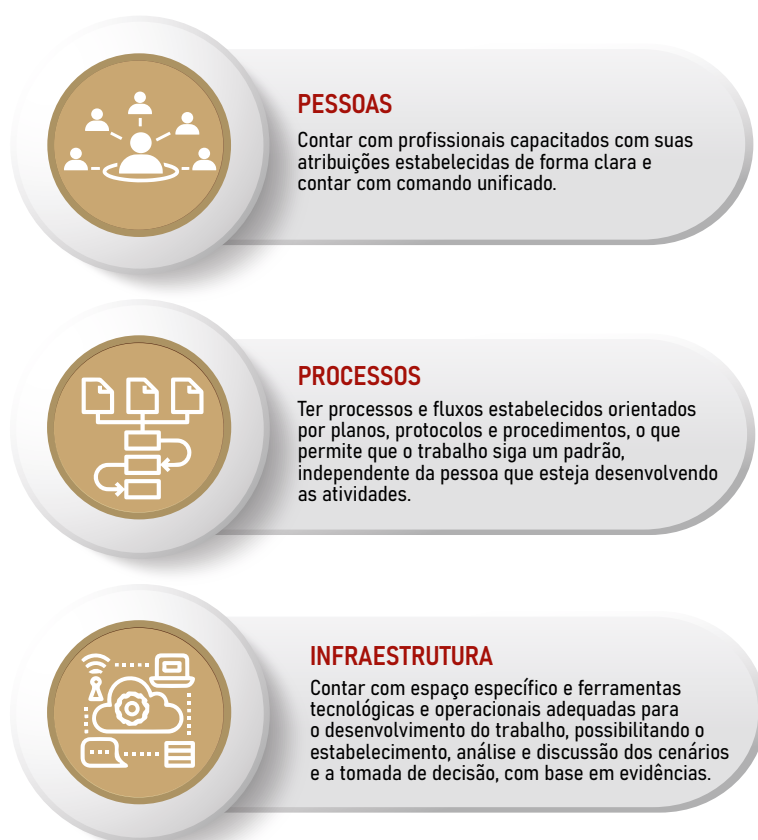 PESSOAS
Contar com profissionais capacitados com suas
atribuições estabelecidas de forma clara e
contar com comando unificado.
PROCESSOS
Ter processos e fluxos estabelecidos orientados
por planos, protocolos e procedimentos, o que
permite que o trabalho siga um padrão,
independente da pessoa que esteja desenvolvendo
as atividades.
INFRAESTRUTURA
Contar com espaço específico e ferramentas
tecnológicas e operacionais adequadas para
o desenvolvimento do trabalho, possibilitando o
estabelecimento, análise e discussão dos cenários
e a tomada de decisão, com base em evidências.